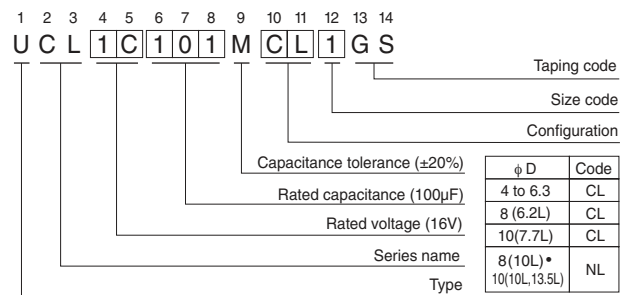 1 2 3 4 5 6 7 8 9 10 11 12 13 14
U C L 1 C 1 0 1 M C L 1 G S
Taping code
Size code
Configuration
Capacitance tolerance (±20%)
Rated capacitance (100µF)
Rated voltage (16V)
Series name
Type
ϕ D Code
4 to 6.3 CL
8 (6.2L) CL
10(7.7L) CL
8(10L)•
10(10L,13.5L) NL